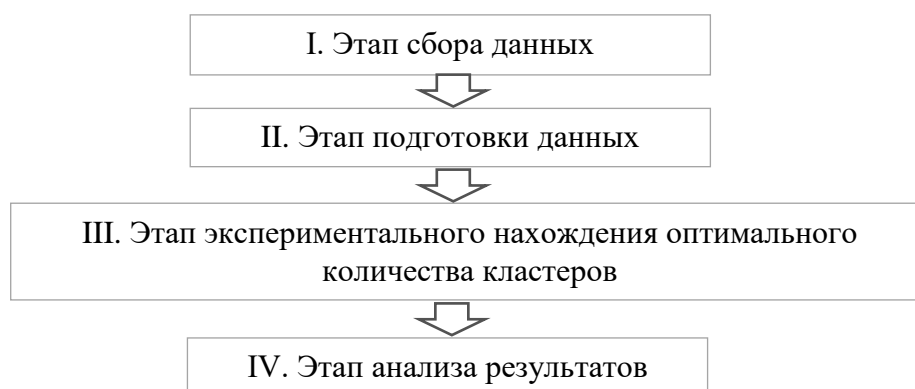 I. Этап сбора данных
II. Этап подготовки данных
III. Этап экспериментального нахождения оптимального
количества кластеров
IV. Этап анализа результатов